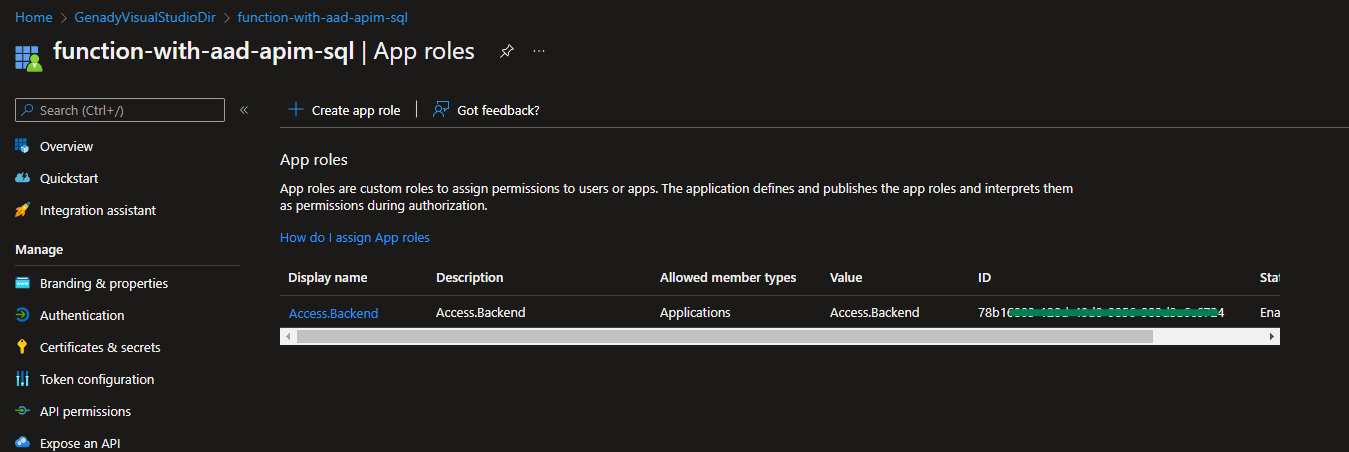 Home > GenadyVisualStudioDir > function-with-aad-apim-sql
function-with-aad-apim-sql | App roles ...
Search (Ctrl+/) «
Overview
Quickstart
Integration assistant
Manage
Branding & properties
Authentication
Certificates & secrets
Token configuration
API permissions
Expose an API
+ Create app role | Got feedback?
App roles
App roles are custom roles to assign permissions to users or apps. The application defines and publishes the app roles and interprets them
as permissions during authorization.
How do I assign App roles
Display name Description Allowed member types Value ID Stat
Access.Backend Access.Backend Applications Access.Backend Ena